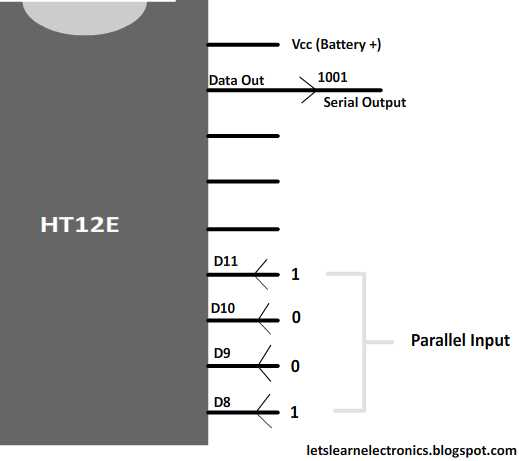 Vcc (Battery +)
Data Out
1001
Serial Output
HT12E
D11
1
D10
0
D9
0
Parallel Input
D8
1
letslearnelectronics.blogspot.com